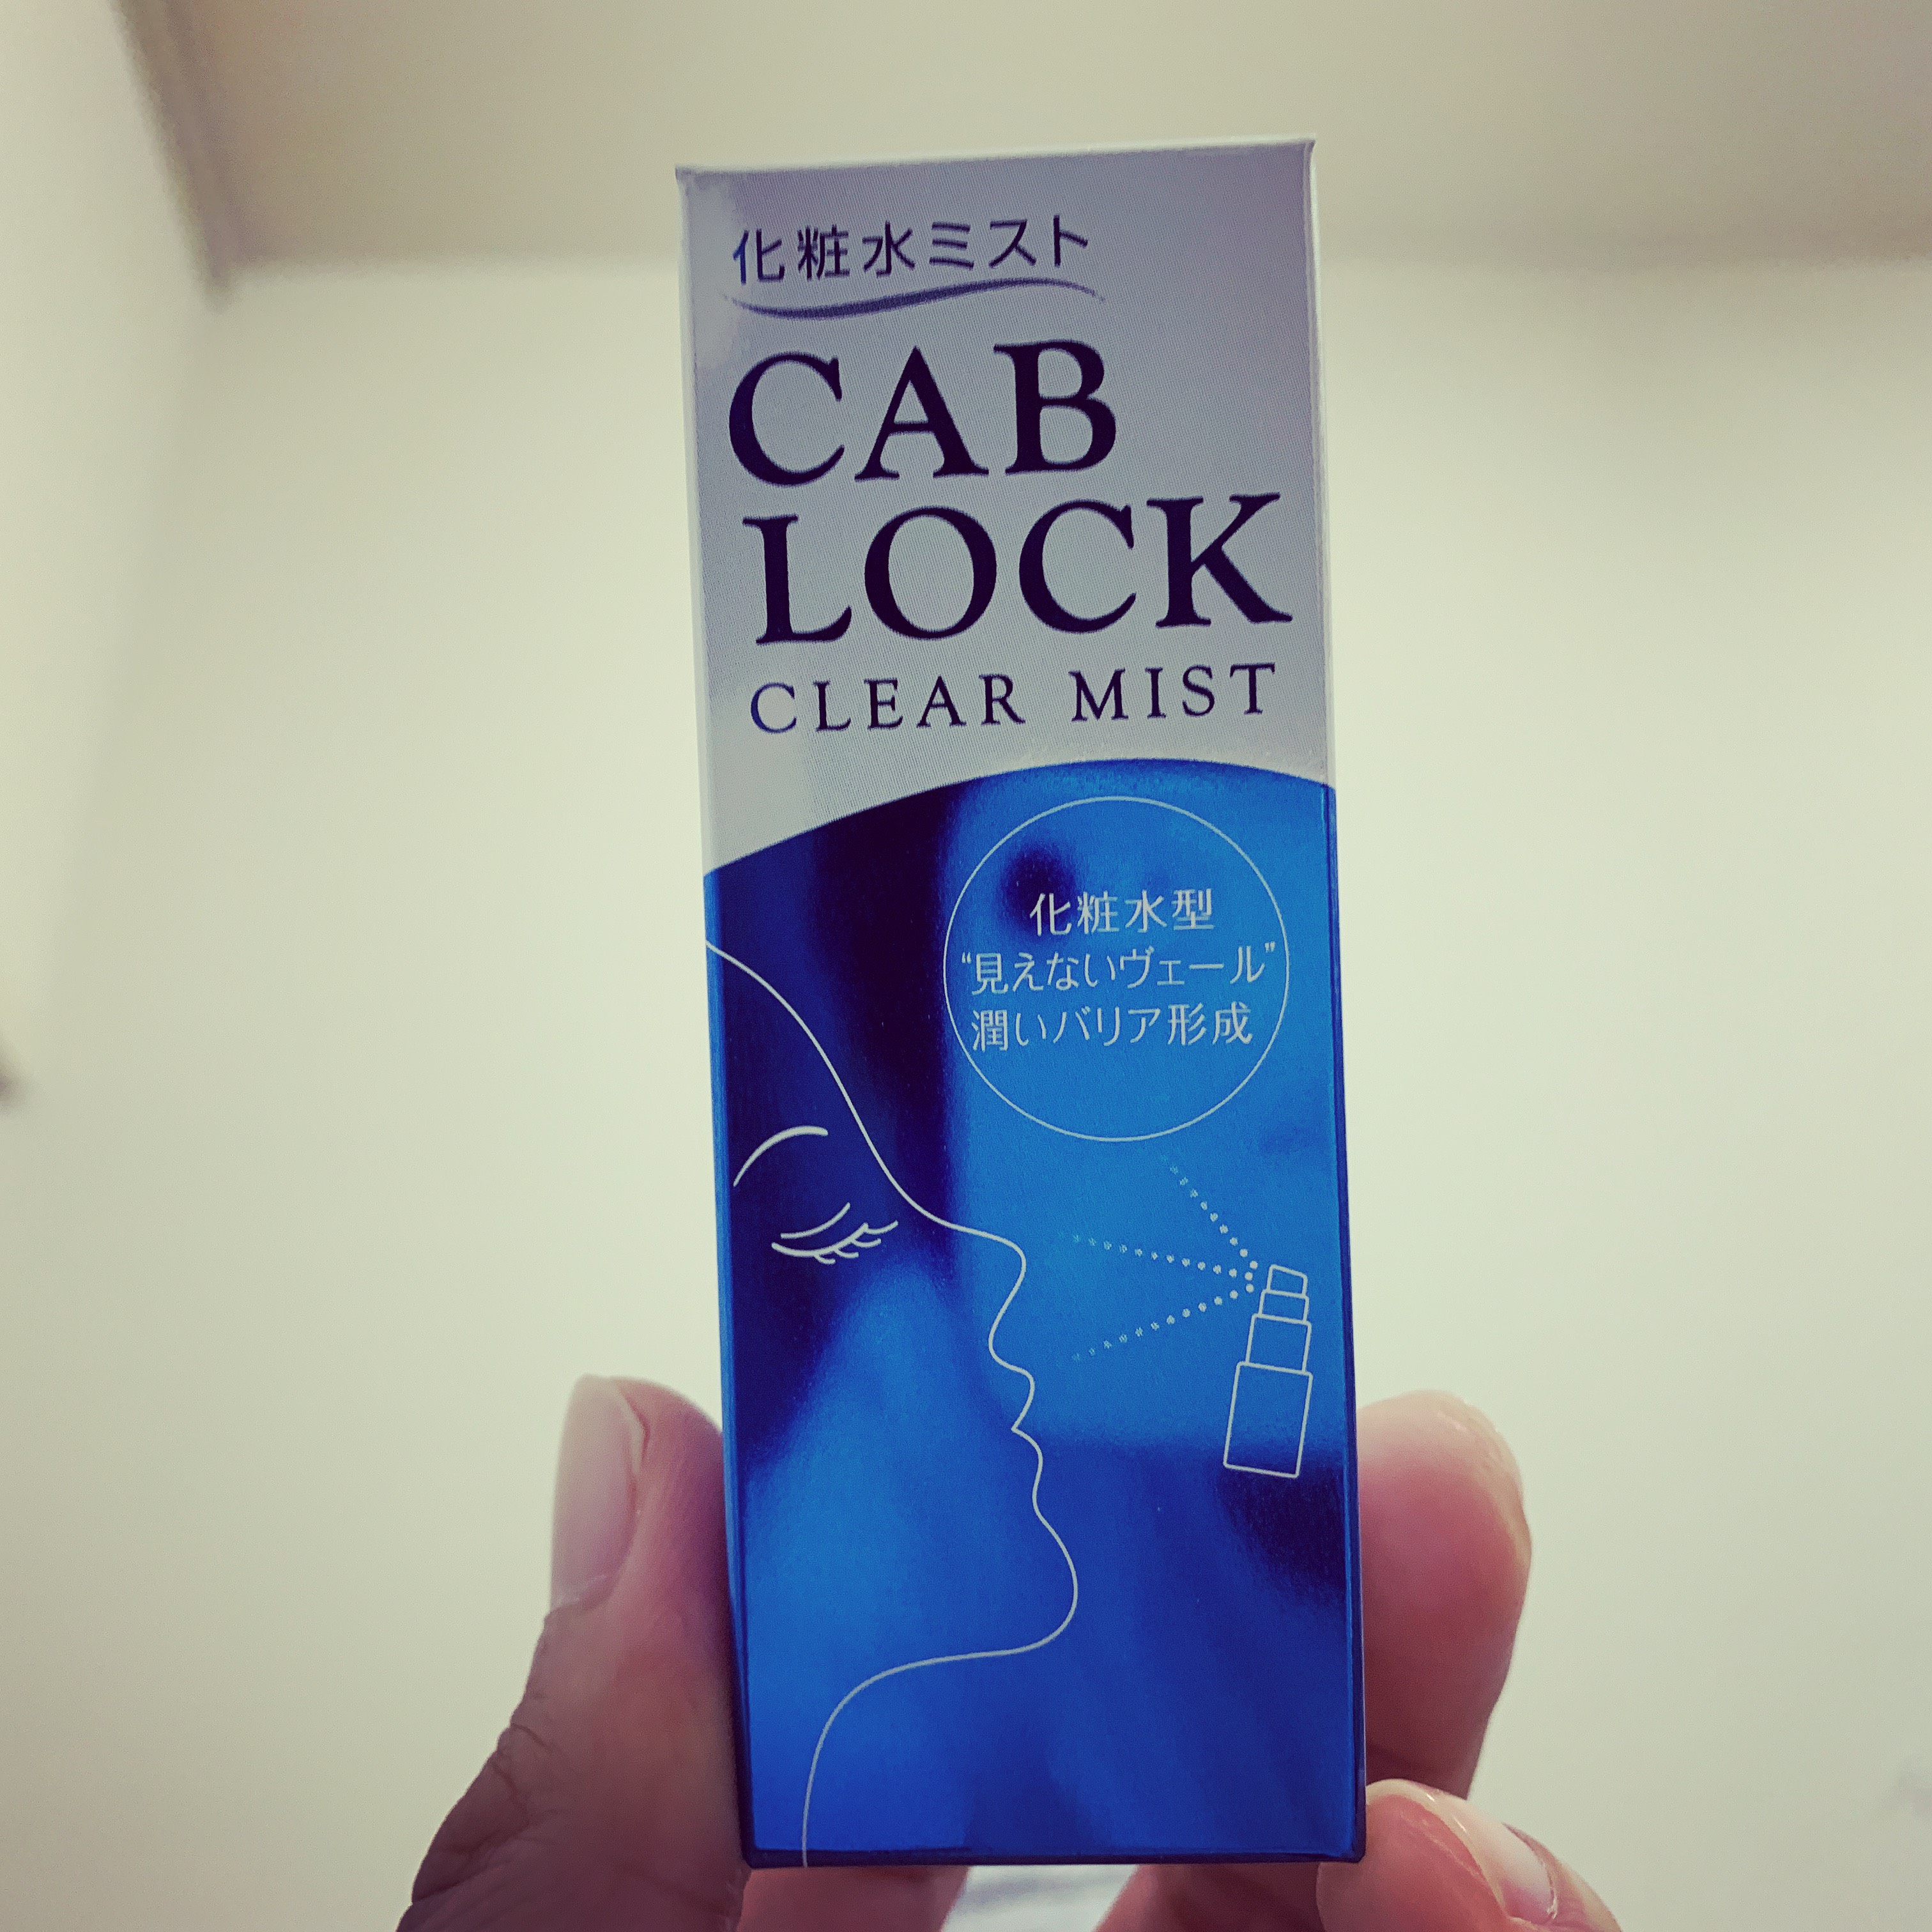 化粧水ミスト
CAB
LOCK
CLEAR MIST
化粧水型
“見えないヴェール”
潤いバリア形成